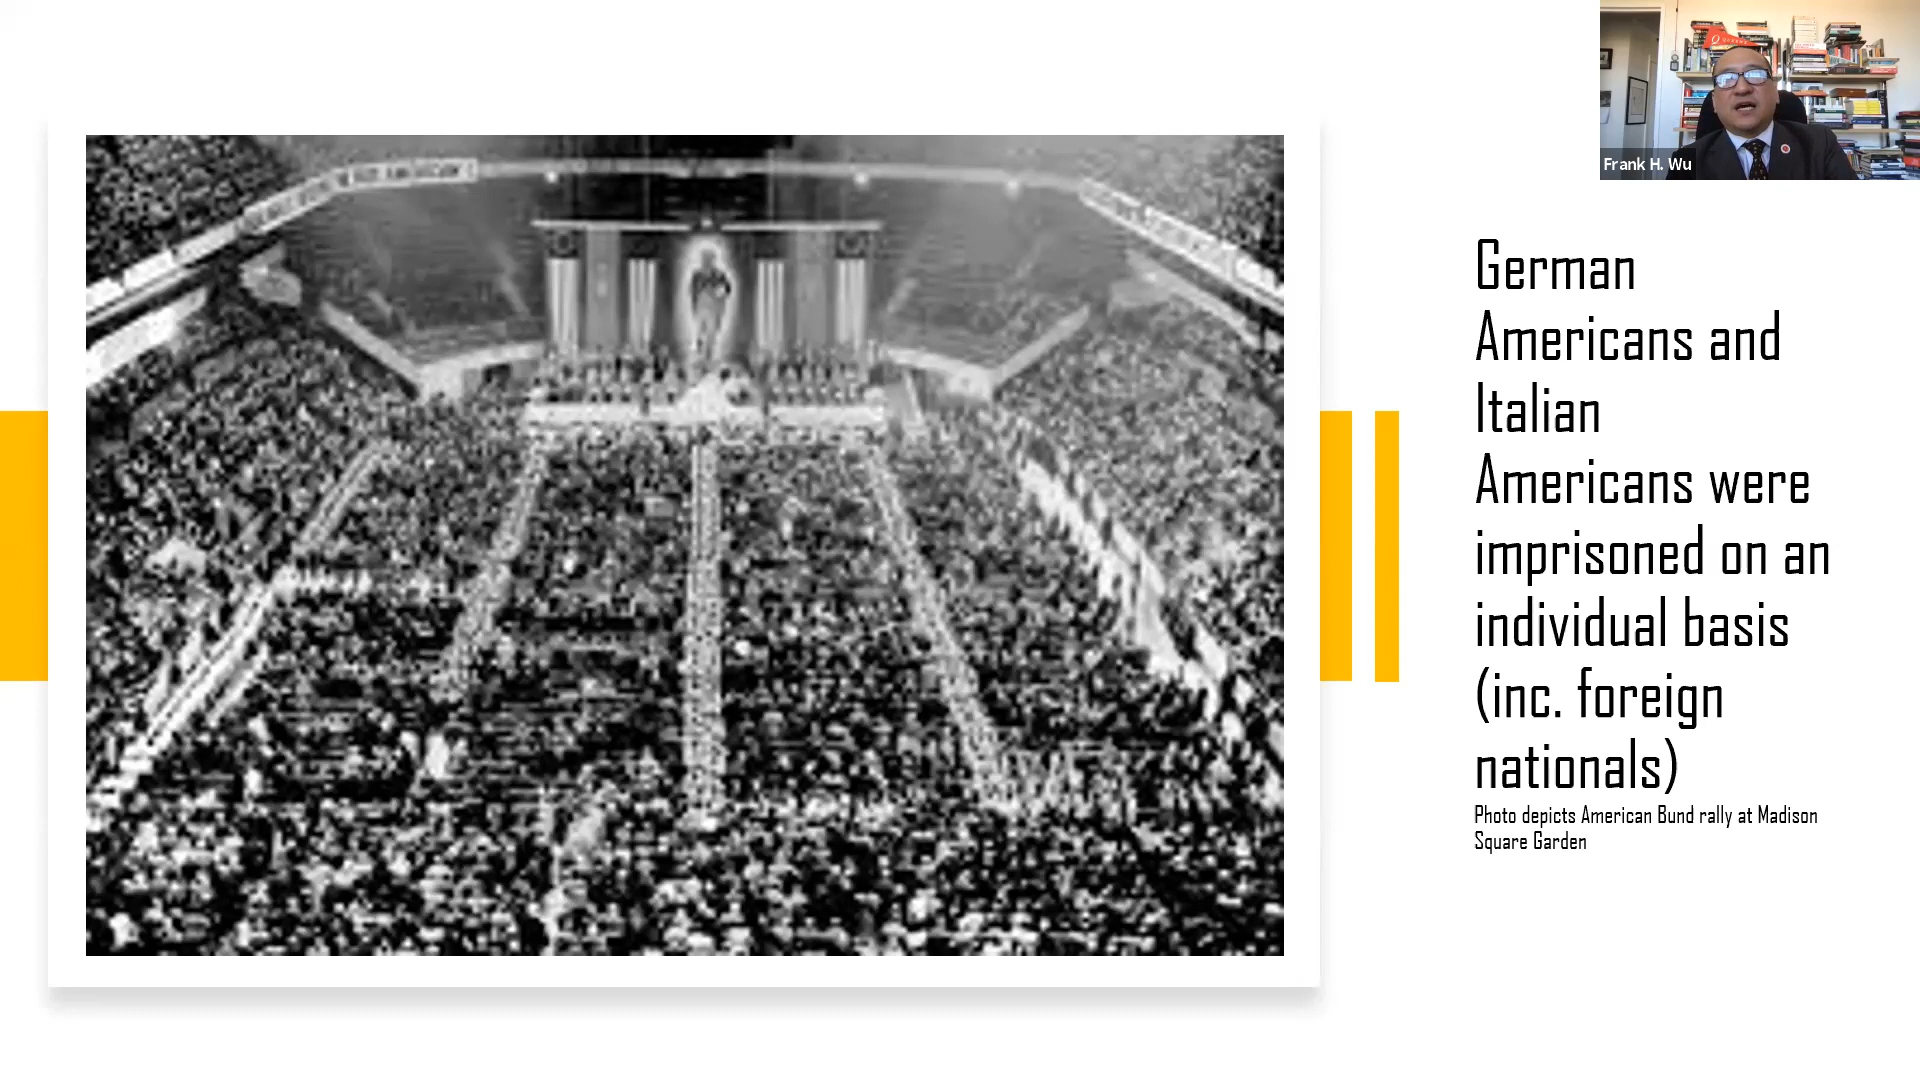 Frank H. Wu
German
Americans and
Italian
Americans were
imprisoned on an
individual basis
(inc. foreign
nationals)
Photo depicts American Bund rally at Madison
Square Garden